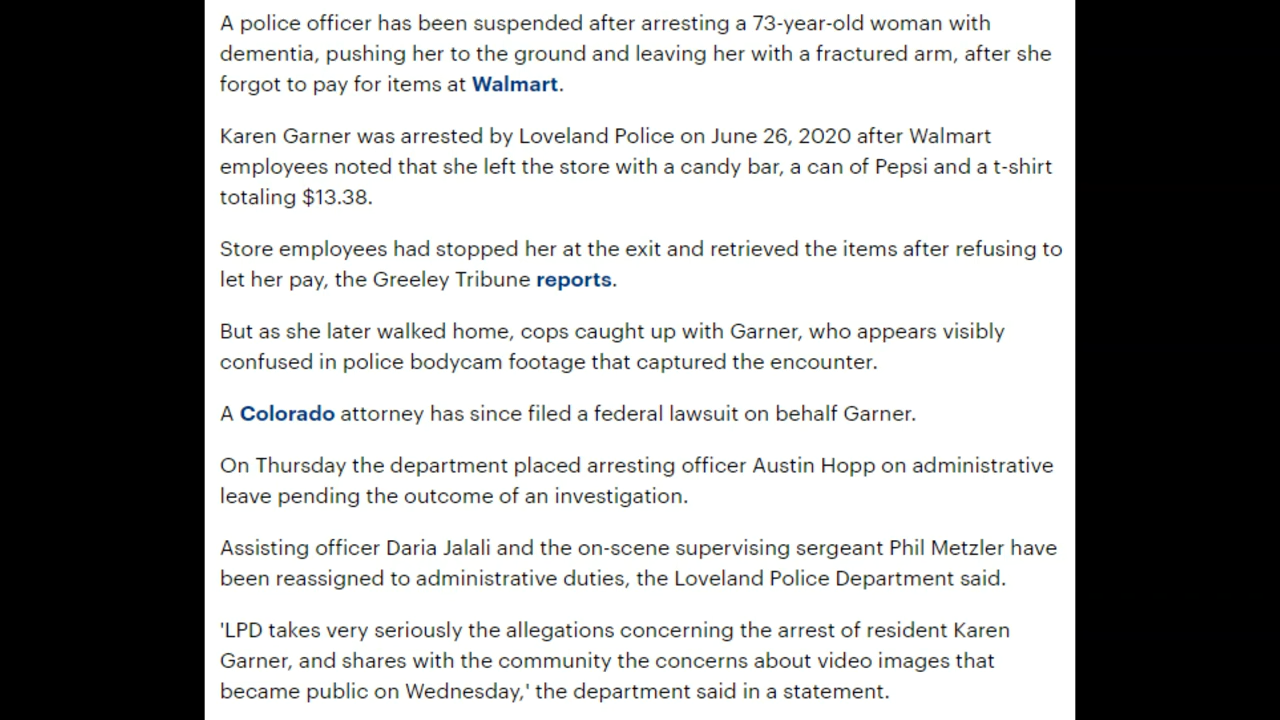 A police officer has been suspended after arresting a 73-year-old woman with
dementia, pushing her to the ground and leaving her with a fractured arm, after she
forgot to pay for items at Walmart.
Karen Garner was arrested by Loveland Police on June 26, 2020 after Walmart
employees noted that she left the store with a candy bar, a can of Pepsi and a t-shirt
totaling $13.38.
Store employees had stopped her at the exit and retrieved the items after refusing to
let her pay, the Greeley Tribune reports.
But as she later walked home, cops caught up with Garner, who appears visibly
confused in police bodycam footage that captured the encounter.
A Colorado attorney has since filed a federal lawsuit on behalf Garner.
On Thursday the department placed arresting officer Austin Hopp on administrative
leave pending the outcome of an investigation.
Assisting officer Daria Jalali and the on-scene supervising sergeant Phil Metzler have
been reassigned to administrative duties, the Loveland Police Department said.
'LPD takes very seriously the allegations concerning the arrest of resident Karen
Garner, and shares with the community the concerns about video images that
became public on Wednesday,' the department said in a statement.